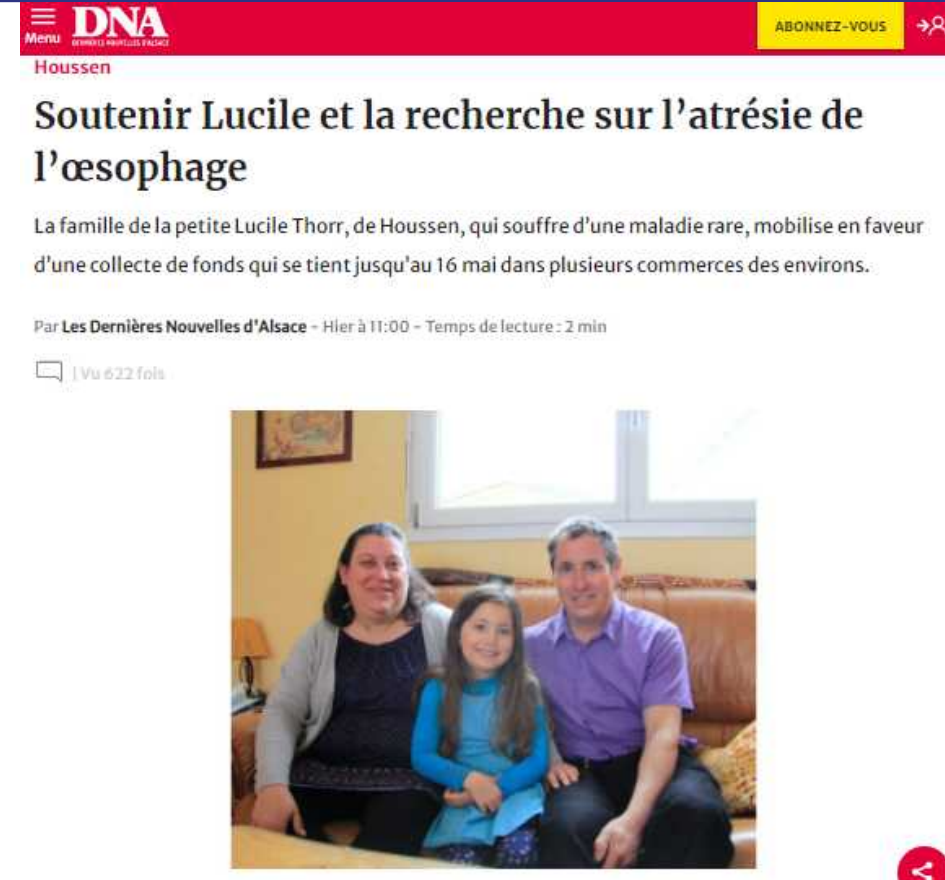 Menu
DNA
DERNIÈRES NOUVELLES D'ALSACE
ABONNEZ-VOUS
Houssen
Soutenir Lucile et la recherche sur l’atrésie de
l’œsophage
La famille de la petite Lucile Thorr, de Houssen, qui souffre d’une maladie rare, mobilise en faveur
d’une collecte de fonds qui se tient jusqu'au 16 mai dans plusieurs commerces des environs.
Par Les Dernières Nouvelles d'Alsace - Hier à 11:00 - Temps de lecture : 2 min
| Vu 622 fois